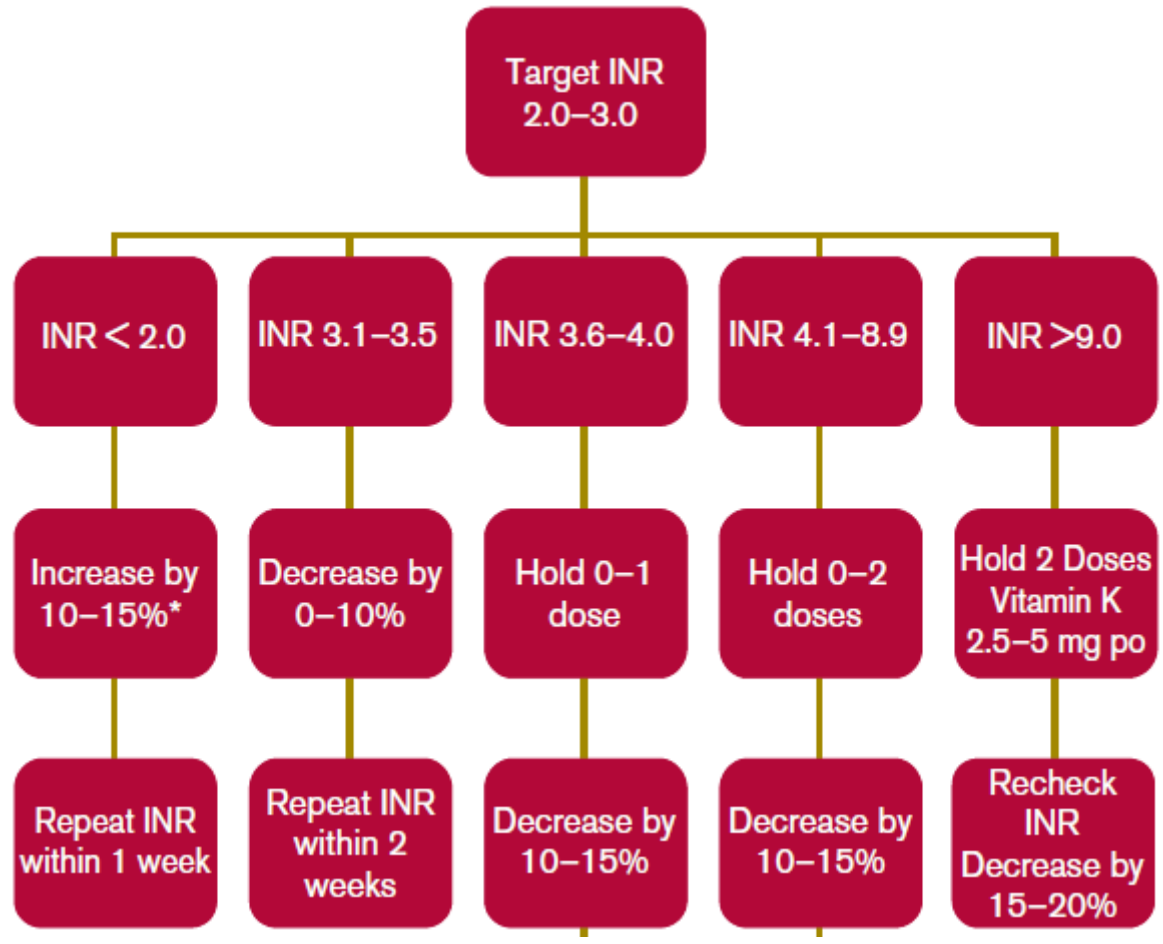 Target INR
2.0–3.0
INR < 2.0
INR 3.1–3.5
INR 3.6–4.0
INR 4.1–8.9
INR >9.0
Increase by
10–15%*
Decrease by
0–10%
Hold 0–1
dose
Hold 0–2
doses
Hold 2 Doses
Vitamin K
2.5–5 mg po
Repeat INR
within 1 week
Repeat INR
within 2
weeks
Decrease by
10–15%
Decrease by
10–15%
Recheck
INR
Decrease by
15–20%